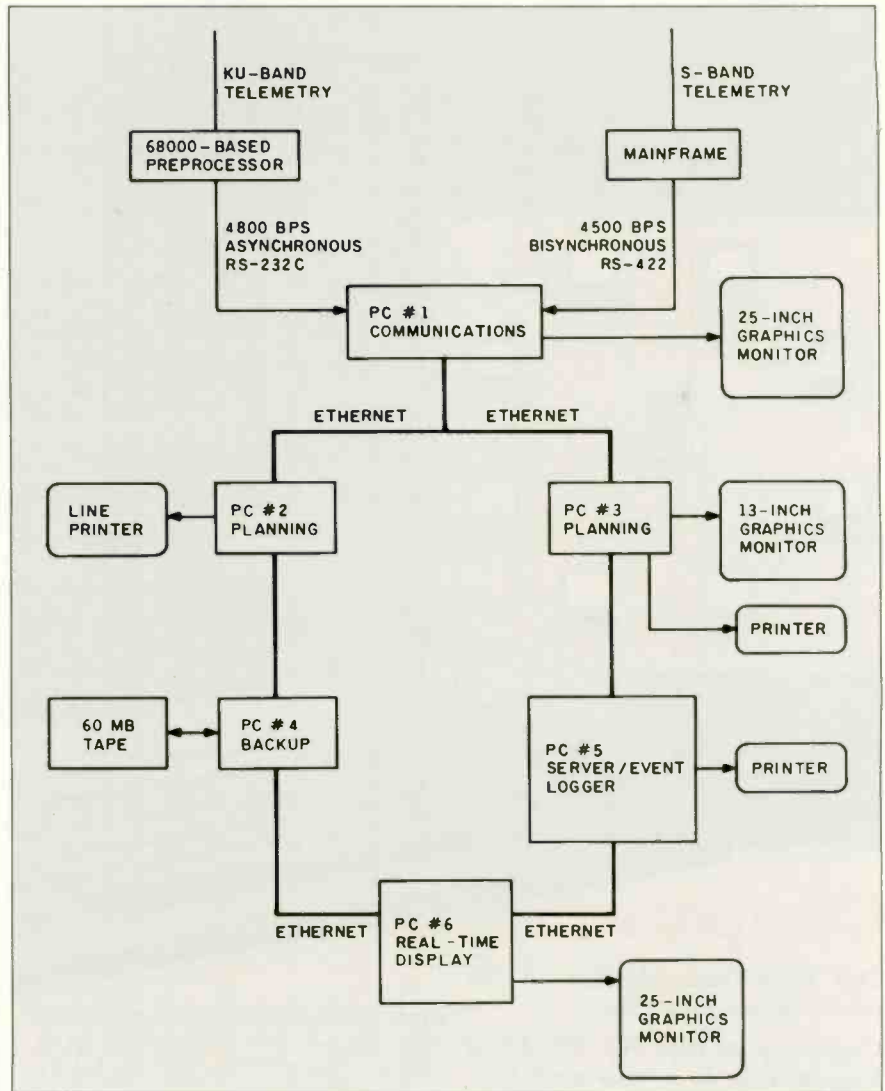 KU-BAND
TELEMETRY
S-BAND
TELEMETRY
68000-BASED
PREPROCESSOR
MAINFRAME
4800 BPS
ASYNCHRONOUS
RS-232C
4500 BPS
BISYNCHRONOUS
RS-422
PC #1
COMMUNICATIONS
25-INCH
GRAPHICS
MONITOR
ETHERNET
ETHERNET
LINE
PRINTER
PC #2
PLANNING
PC #3
PLANNING
13-INCH
GRAPHICS
MONITOR
PRINTER
60 MB
TAPE
PC #4
BACKUP
PC #5
SERVER/EVENT
LOGGER
PRINTER
ETHERNET
PC #6
REAL-TIME
DISPLAY
ETHERNET
25-INCH
GRAPHICS
MONITOR